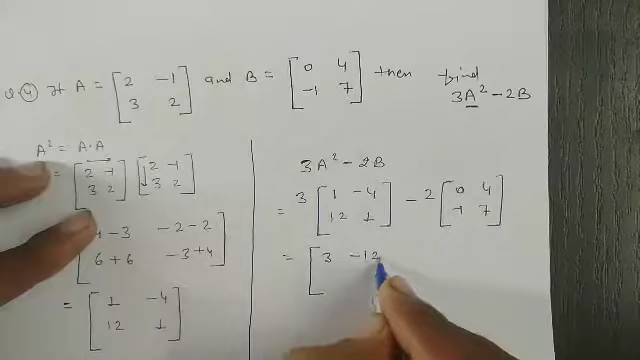 Q. 4 If A = [2 -1] and B = [0 4] then find
[3 2] [-1 7] 3A² - 2B
A² = A·A
= [2 -1] [2 -1]
[3 2] [3 2]
4 - 3 -2 - 2
6 + 6 -3 + 4
= [1 -4]
[12 1]
3A² - 2B
= 3 [1 -4] - 2 [0 4]
[12 1] [-1 7]
= [3 -12